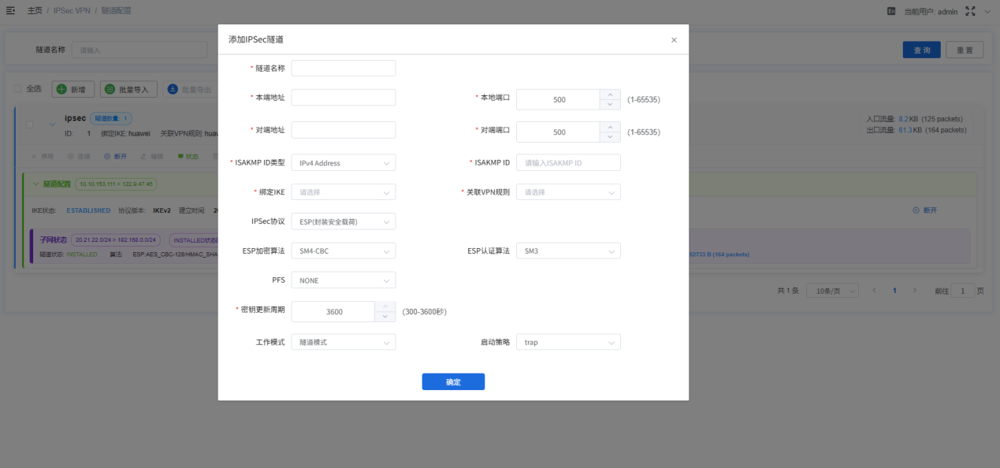 主页 / IPSec VPN / 隧道配置
En 当前用户: admin
隧道名称 请输入
查 询 重 置
全选 新增 批量导入 批量导出
ipsec 隧道数量: 1
ID: 1 绑定IKE: huawei 关联VPN规则: huaw
入口流量: 8.2 KB (125 packets)
出口流量: 61.3 KB (164 packets)
停用 连接 断开 编辑 状态
隧道配置 10.10.153.111 > 122.9.47.45
IKE状态: ESTABLISHED 协议版本: IKEv2 建立时间: 20
断开
子网状态 20.21.22.0/24 > 192.168.0.0/24 INSTALLED状态
隧道状态: INSTALLED 算法: ESP:AES_CBC-128/HMAC_SHA
62733 B (164 packets)
共 1 条 10条/页 < 1 > 前往 1 页
添加IPSec隧道 ×
* 隧道名称
* 本端地址
* 本地端口 500 (1-65535)
* 对端地址
* 对端端口 500 (1-65535)
* ISAKMP ID类型 IPv4 Address
* ISAKMP ID 请输入ISAKMP ID
* 绑定IKE 请选择
* 关联VPN规则 请选择
IPSec协议 ESP(封装安全载荷)
ESP加密算法 SM4-CBC
ESP认证算法 SM3
PFS NONE
* 密钥更新周期 3600 (300-3600秒)
工作模式 隧道模式
启动策略 trap
确定